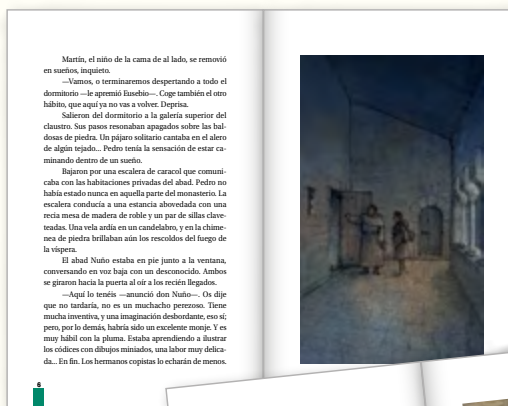 Martín, el niño de la cama de al lado, se removió
en sueños, inquieto.
—Vamos, o terminaremos despertando a todo el
dormitorio —le apremió Eusebio—. Coge también el otro
hábito, que aquí ya no vas a volver. Deprisa.
Salieron del dormitorio a la galería superior del
claustro. Sus pasos resonaban apagados sobre las bal-
dosas de piedra. Un pájaro solitario cantaba en el alero
de algún tejado... Pedro tenía la sensación de estar ca-
minando dentro de un sueño.
Bajaron por una escalera de caracol que comuni-
caba con las habitaciones privadas del abad. Pedro no
había estado nunca en aquella parte del monasterio. La
escalera conducía a una estancia abovedada con una
recia mesa de madera de roble y un par de sillas clave-
teadas. Una vela ardía en un candelabro, y en la chime-
nea de piedra brillaban aún los rescoldos del fuego de
la víspera.
El abad Nuño estaba en pie junto a la ventana,
conversando en voz baja con un desconocido. Ambos
se giraron hacia la puerta al oír a los recién llegados.
—Aquí lo tenéis —anunció don Nuño—. Os dije
que no tardaría, no es un muchacho perezoso. Tiene
mucha inventiva, y una imaginación desbordante, eso sí;
pero, por lo demás, habría sido un excelente monje. Y es
muy hábil con la pluma. Estaba aprendiendo a ilustrar
los códices con dibujos miniados, una labor muy delica-
da... En fin. Los hermanos copistas lo echarán de menos.
6